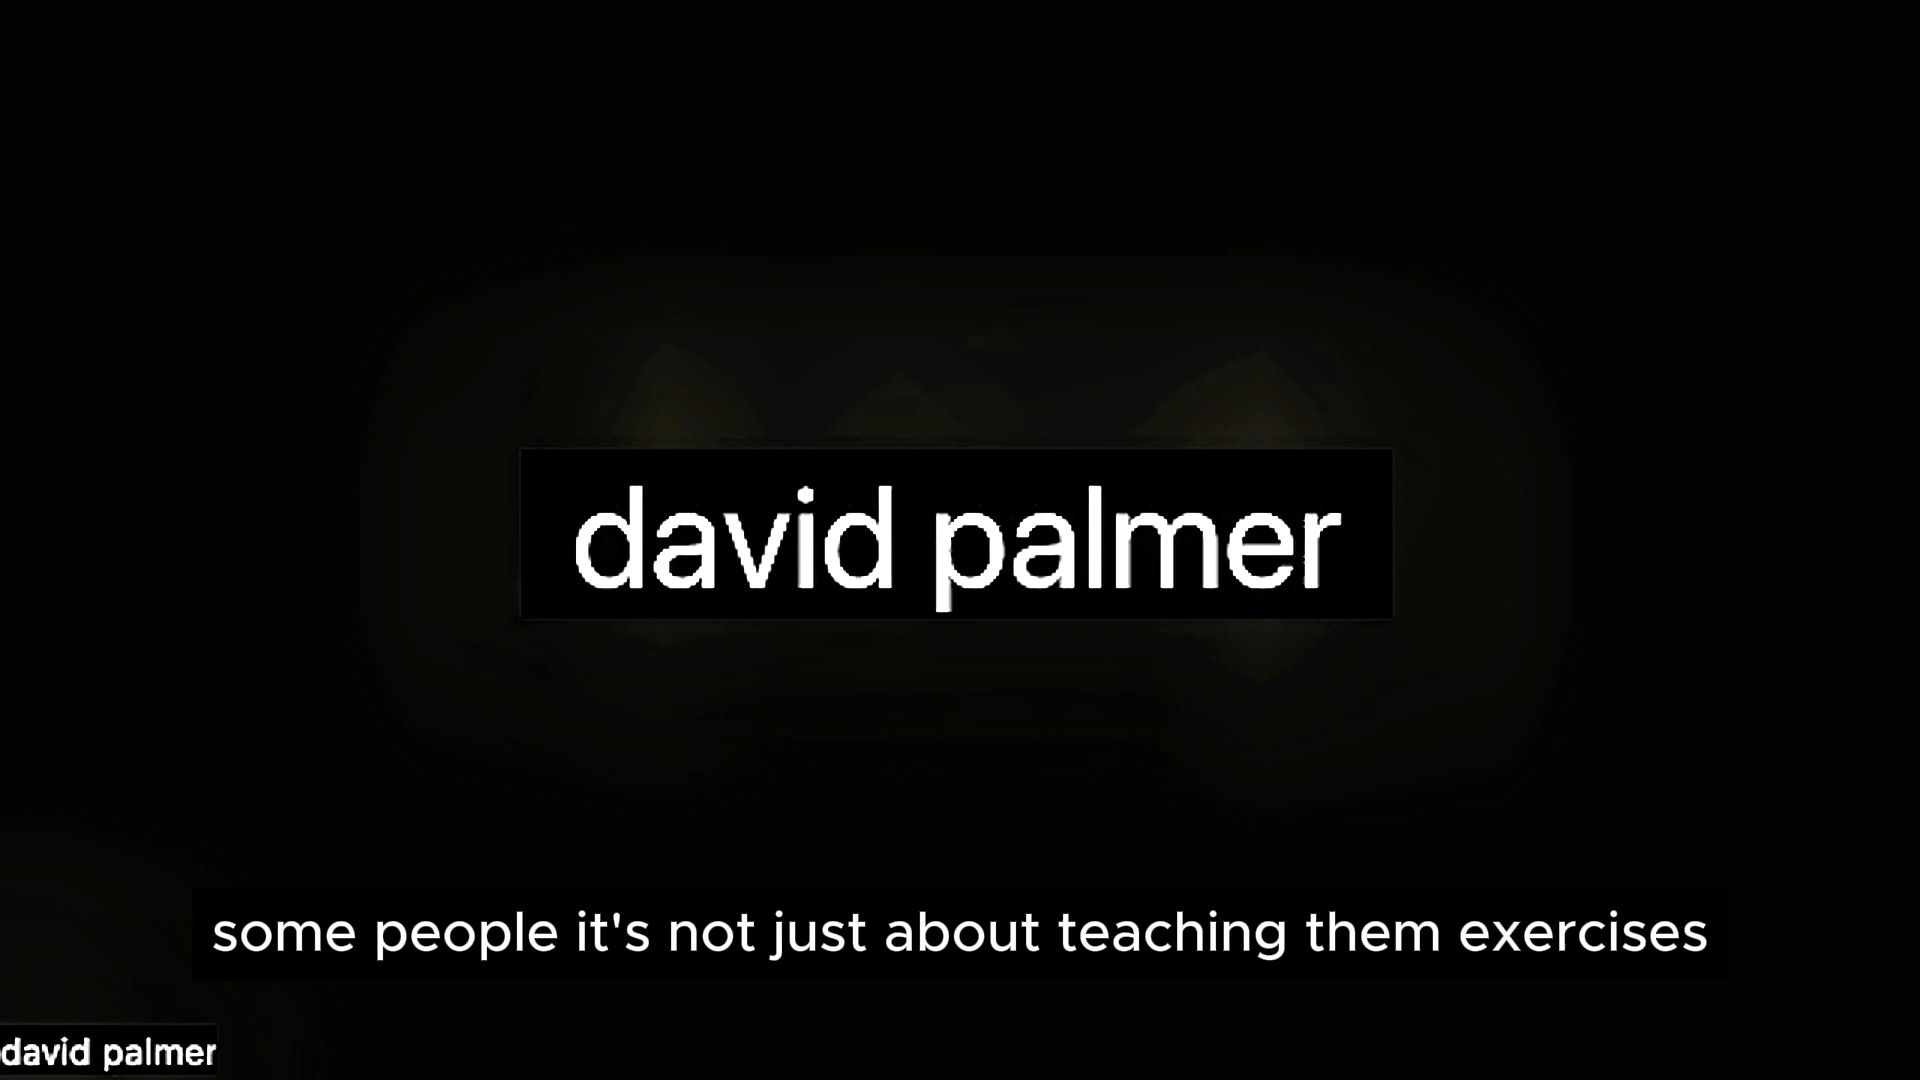 david palmer
some people it's not just about teaching them exercises
david palmer